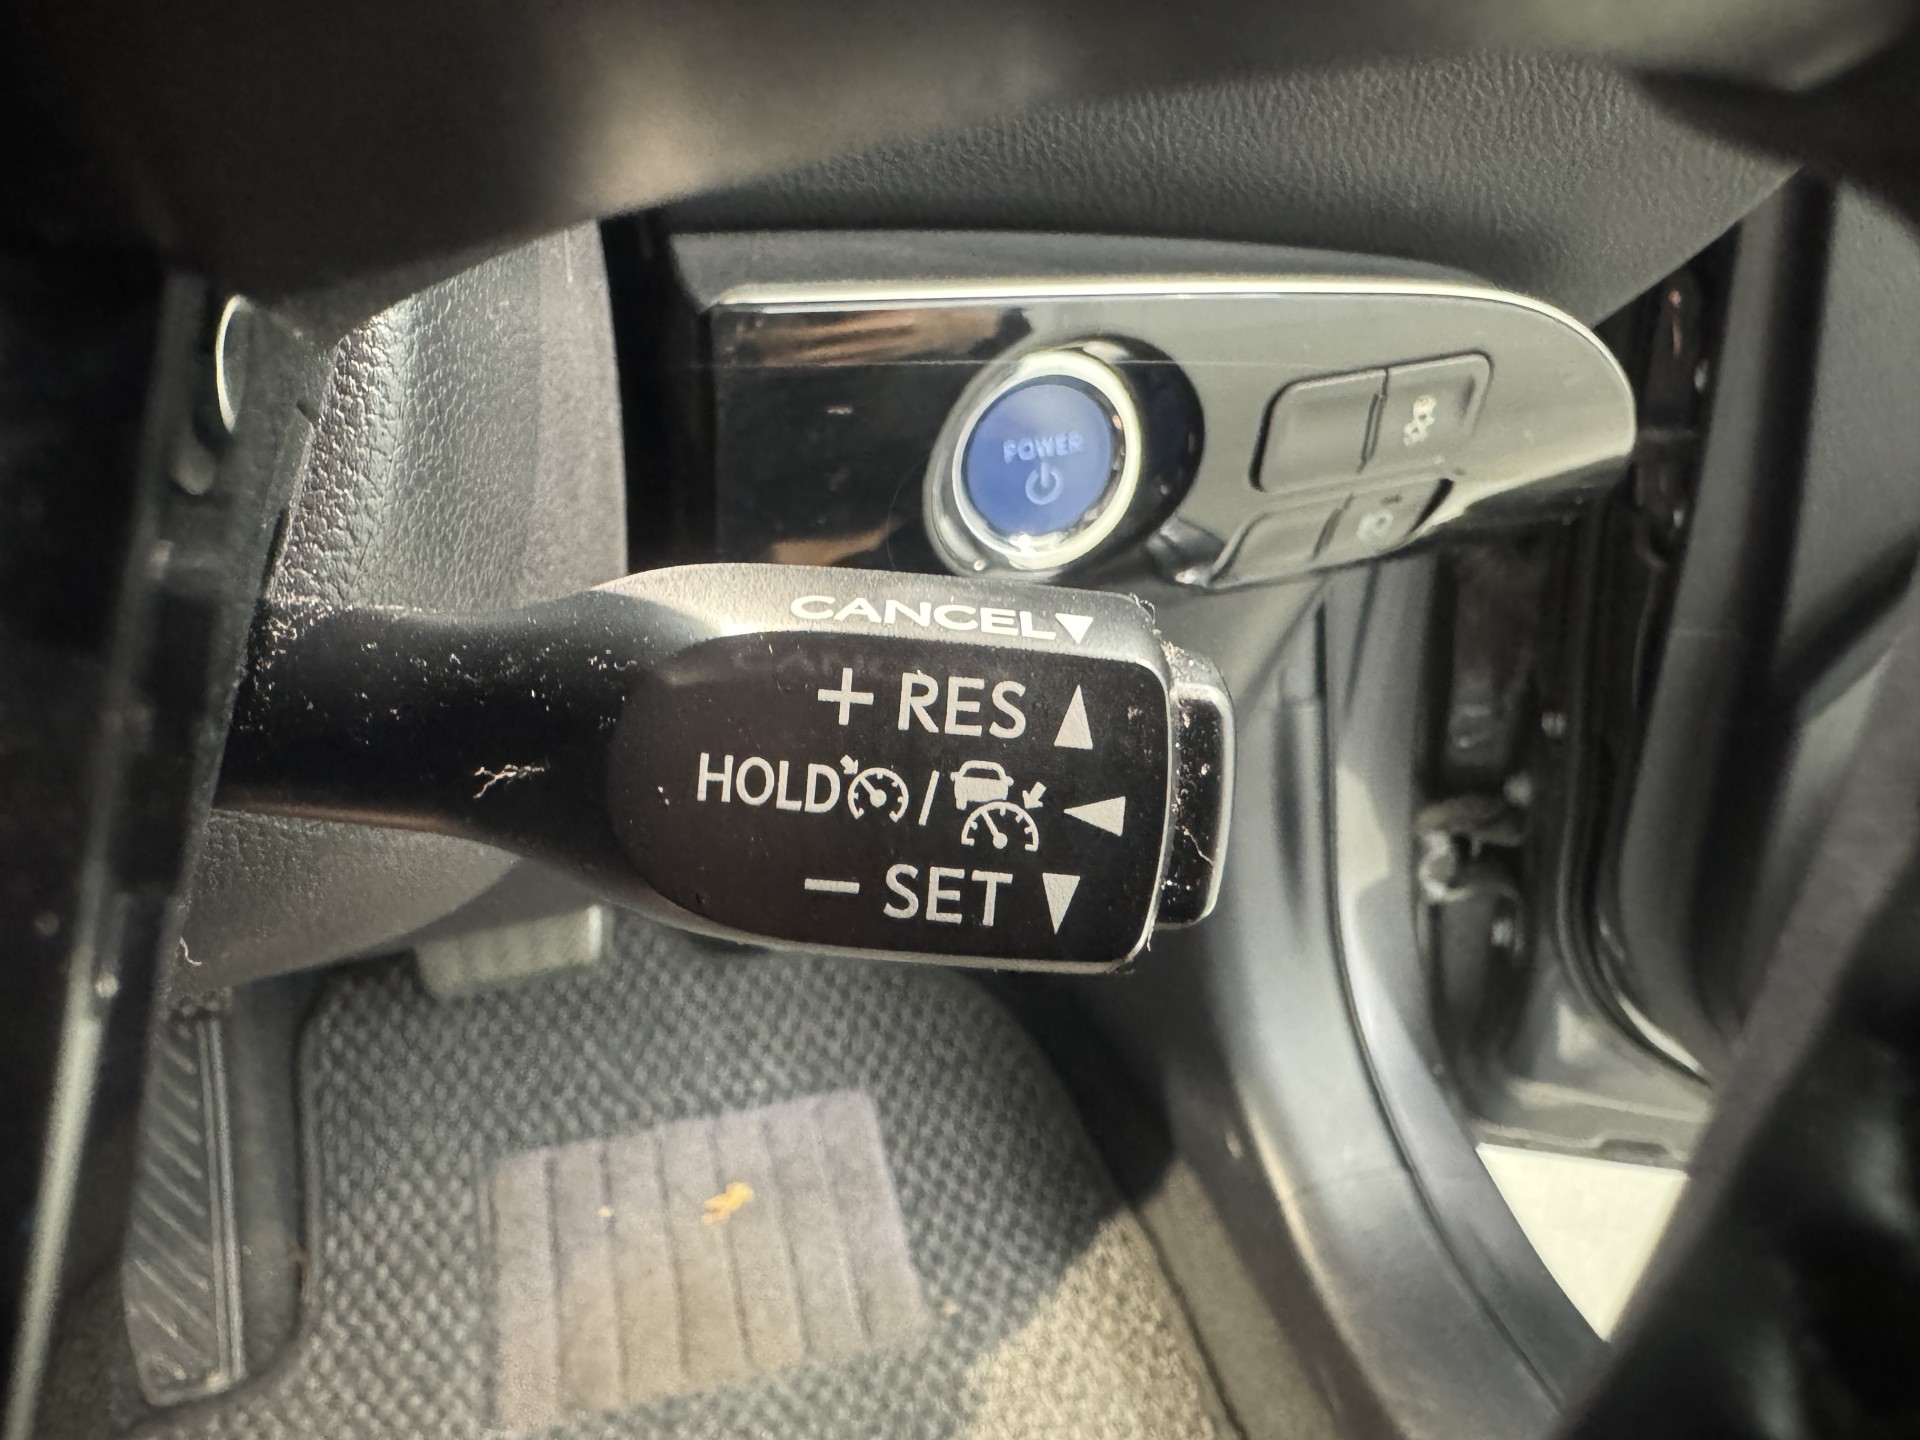 POWER
CANCEL▼
+ RES ▲
HOLD / ◀
− SET ▼